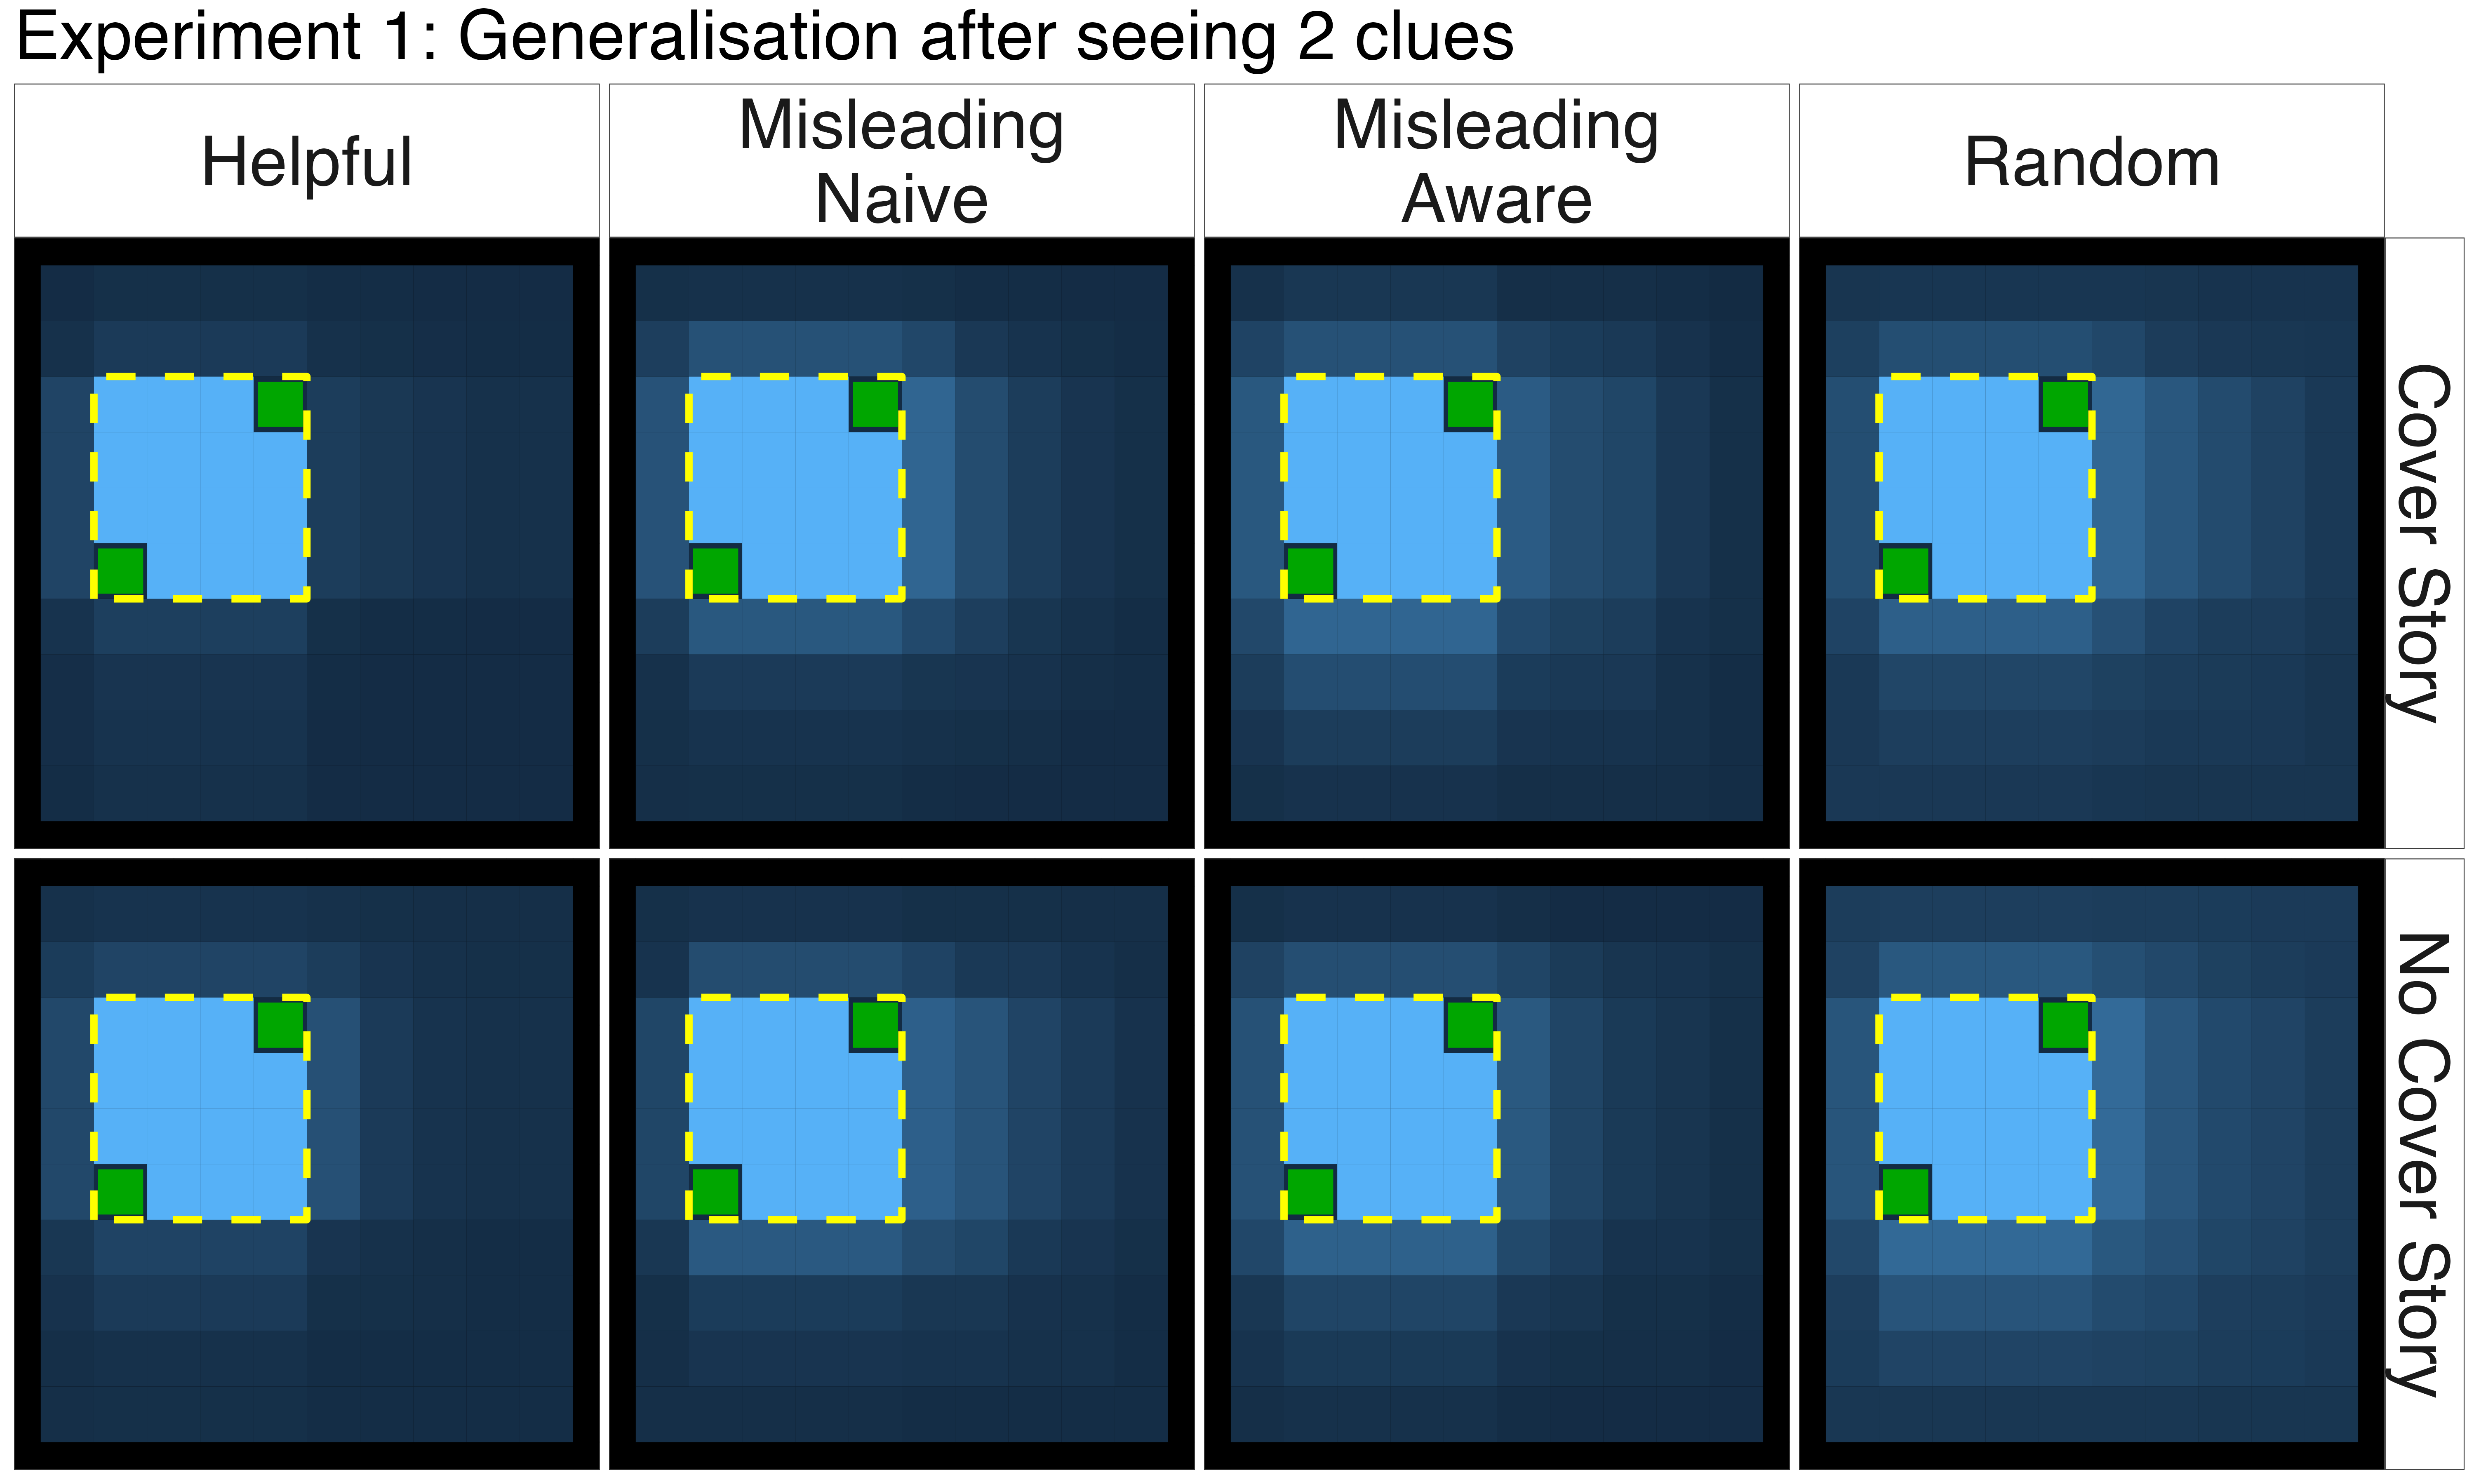 Experiment 1: Generalisation after seeing 2 clues
Helpful
Misleading
Naive
Misleading
Aware
Random
Cover Story
No Cover Story